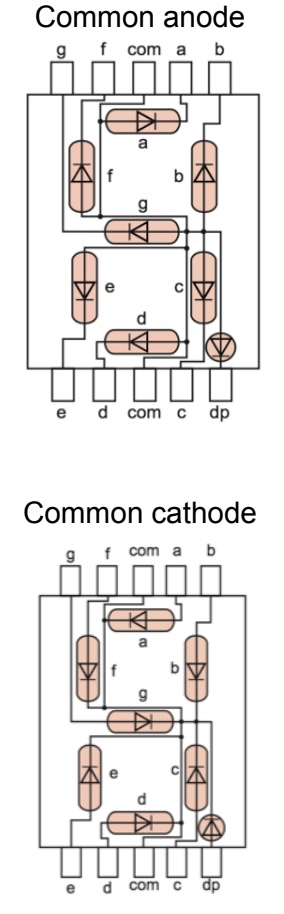 Common anode
g f com a b
a
f b
g
e c
d
e d com c dp
Common cathode
g f com a b
a
f b
g
e c
d
e d com c dp